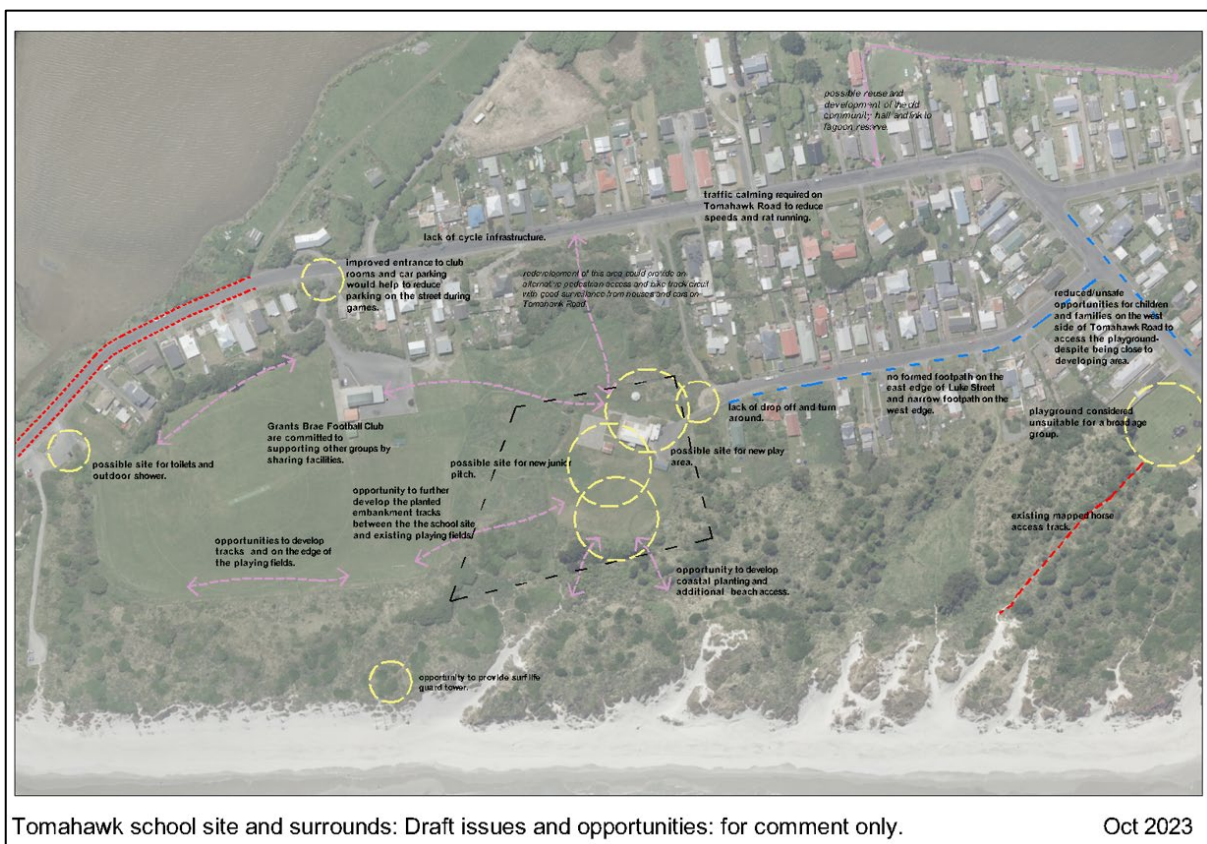 possible reuse and
development of the old
community hall and link to
lagoon reserve.
traffic calming required on
Tomahawk Road to reduce
speeds and rat running.
lack of cycle infrastructure.
improved entrance to club
rooms and car parking
would help to reduce
parking on the street during
games.
redevelopment of this area could provide an
alternative pedestrian access and bike track circuit
with good surveillance from houses and cars on
Tomahawk Road.
reduced/unsafe
opportunities for children
and families on the west
side of Tomahawk Road to
access the playground-
despite being close to
developing area.
no formed footpath on the
east edge of Luke Street
and narrow footpath on the
west edge.
lack of drop off and turn
around.
playground considered
unsuitable for a broad age
group.
Grants Brae Football Club
are committed to
supporting other groups by
sharing facilities.
possible site for toilets and
outdoor shower.
possible site for new junior
pitch.
possible site for new play
area.
opportunity to further
develop the planted
embankment tracks
between the the school site
and existing playing fields
existing mapped horse
access track.
opportunities to develop
tracks and on the edge of
the playing fields.
opportunity to develop
coastal planting and
additional beach access.
opportunity to provide surf life
guard tower.
Tomahawk school site and surrounds: Draft issues and opportunities: for comment only.
Oct 2023